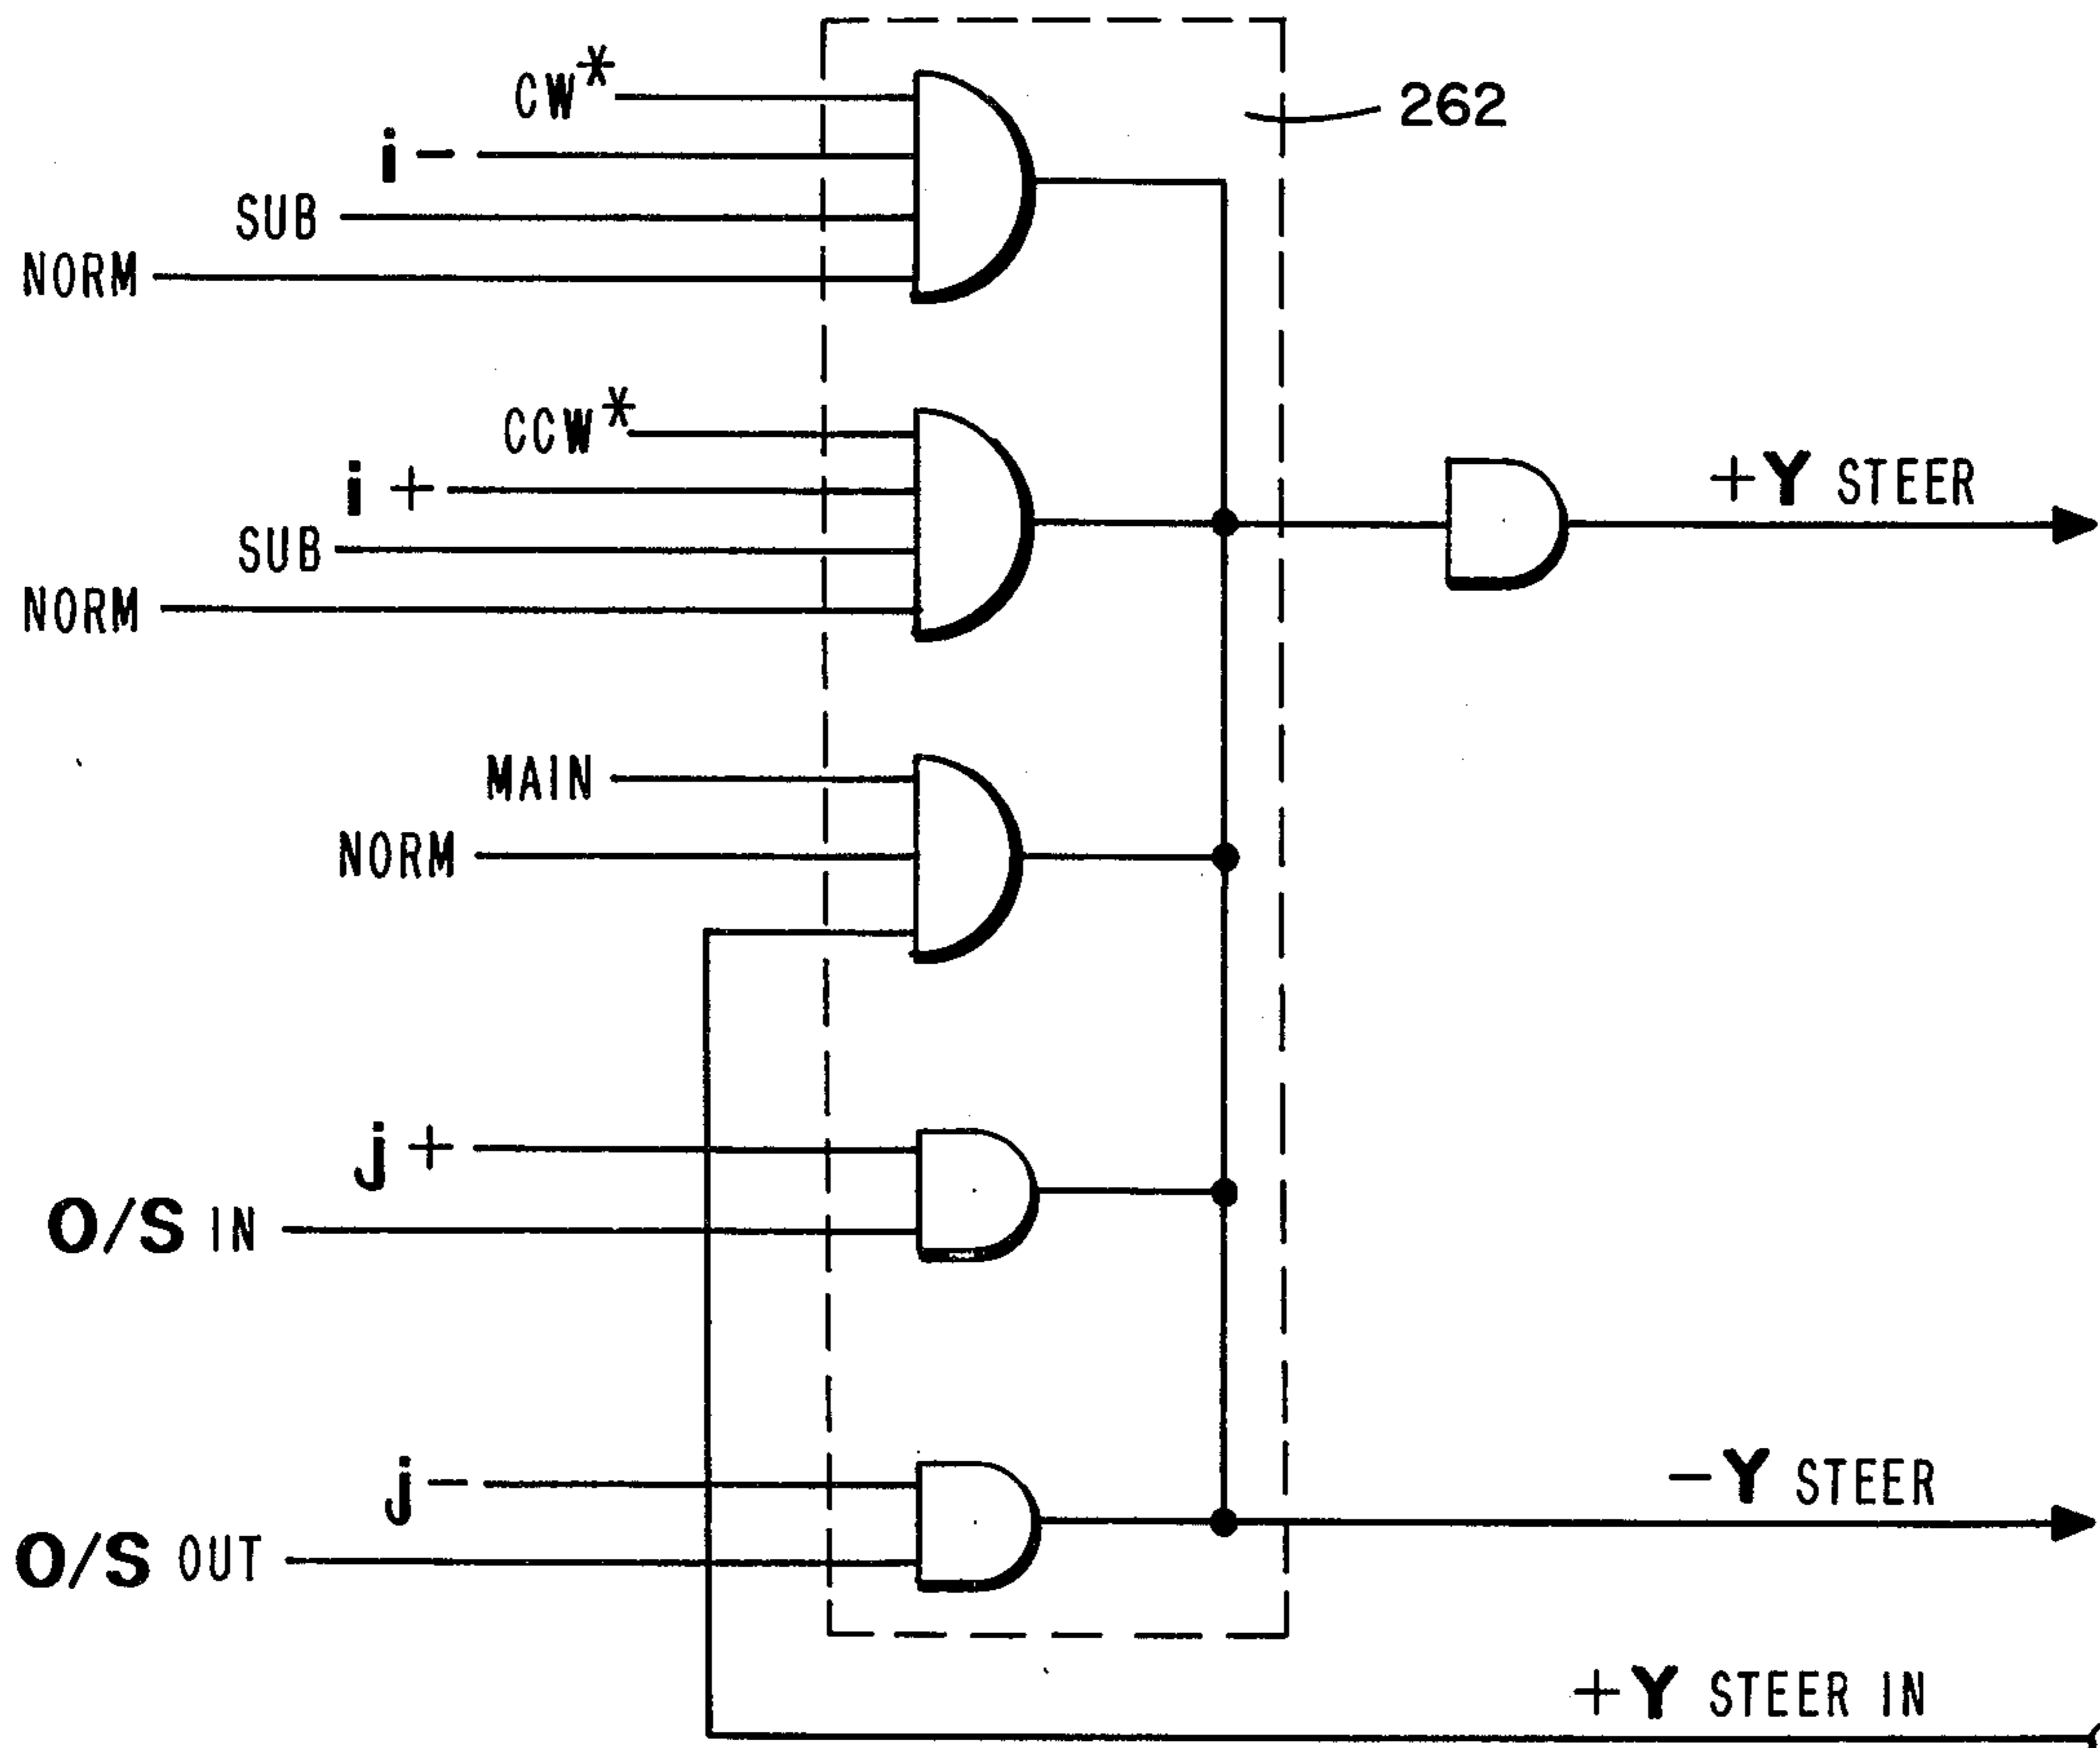 CW*
262
i -
SUB
NORM
CCW*
i +
+Y STEER
SUB
NORM
MAIN
NORM
j +
O/S IN
j -
-Y STEER
O/S OUT
+Y STEER IN